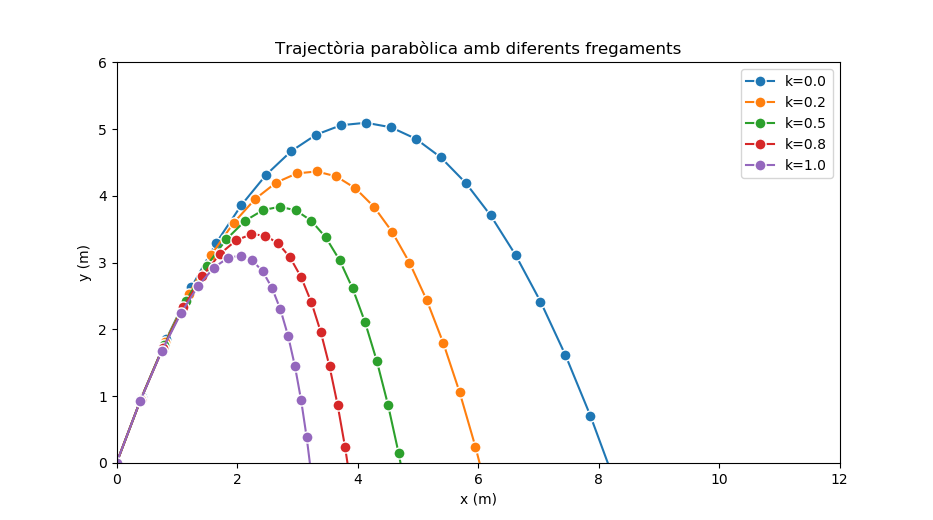 Trajectòria parabòlica amb diferents fregaments
6
5
4
3
2
1
0
y (m)
k=0.0
k=0.2
k=0.5
k=0.8
k=1.0
0 2 4 6 8 10 12
x (m)